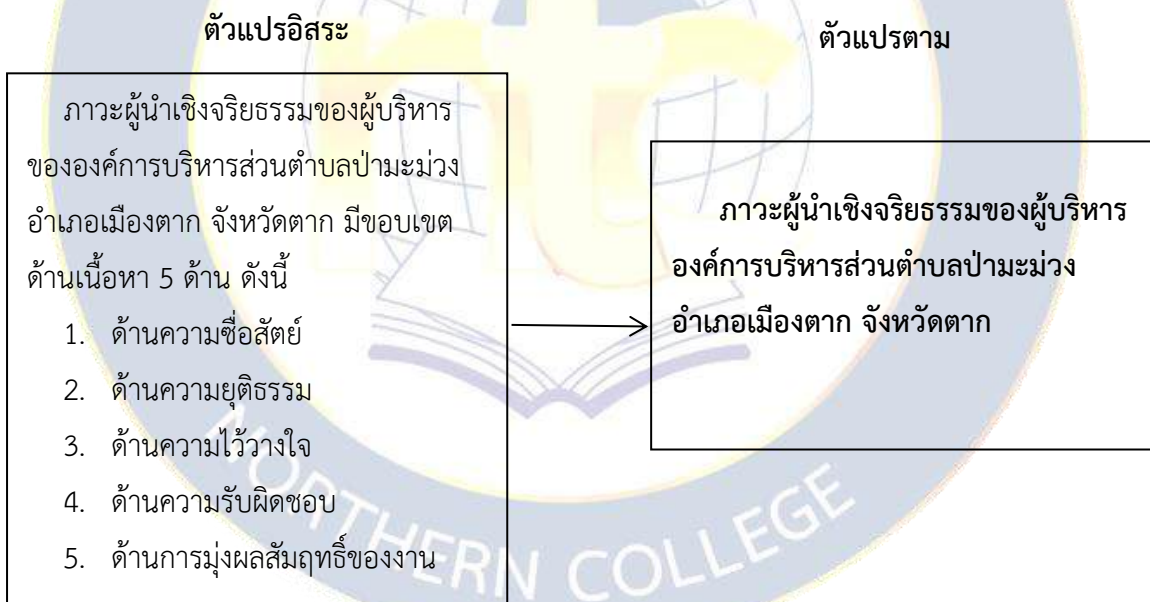 ตัวแปรอิสระ
ตัวแปรตาม
ภาวะผู้นำเชิงจริยธรรมของผู้บริหาร
ขององค์การบริหารส่วนตำบลป่ามะม่วง
อำเภอเมืองตาก จังหวัดตาก มีขอบเขต
ด้านเนื้อหา 5 ด้าน ดังนี้
1. ด้านความซื่อสัตย์
2. ด้านความยุติธรรม
3. ด้านความไว้วางใจ
4. ด้านความรับผิดชอบ
5. ด้านการมุ่งผลสัมฤทธิ์ของงาน
ภาวะผู้นำเชิงจริยธรรมของผู้บริหาร
องค์การบริหารส่วนตำบลป่ามะม่วง
อำเภอเมืองตาก จังหวัดตาก
ntc
NORTHERN COLLEGE